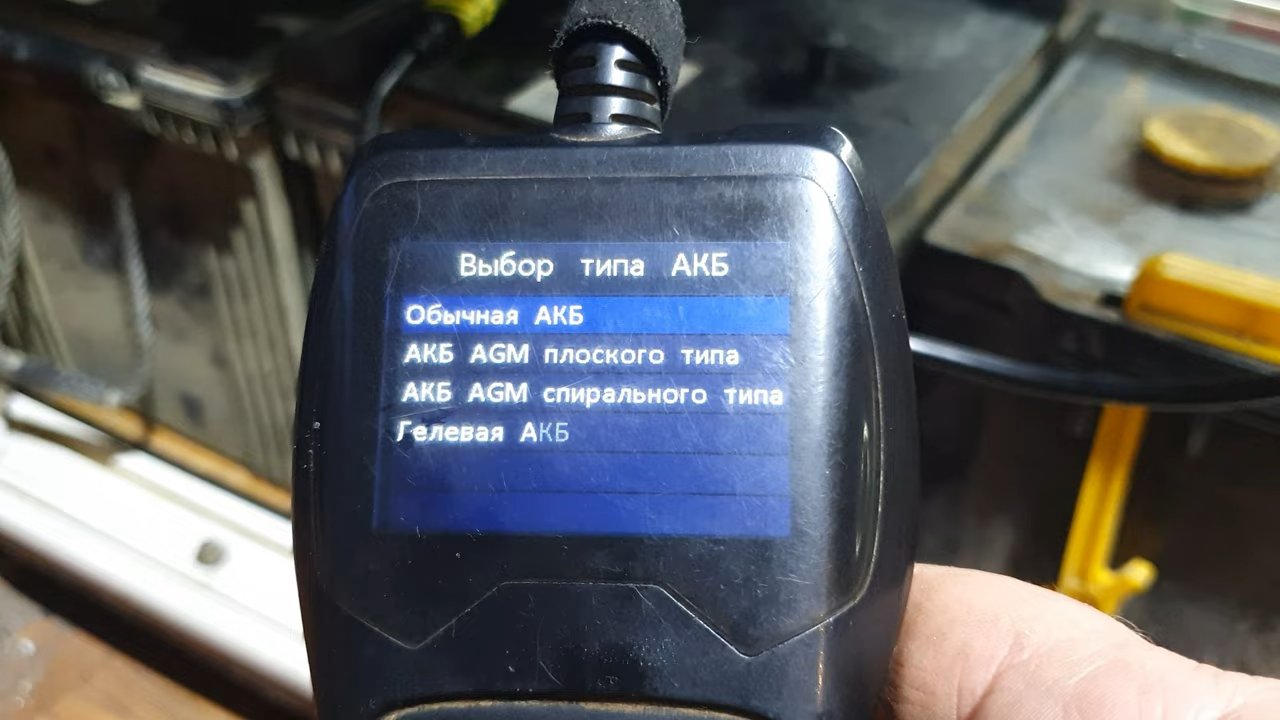 Выбор типа АКБ
Обычная АКБ
АКБ AGM плоского типа
АКБ AGM спирального типа
Гелевая АКБ